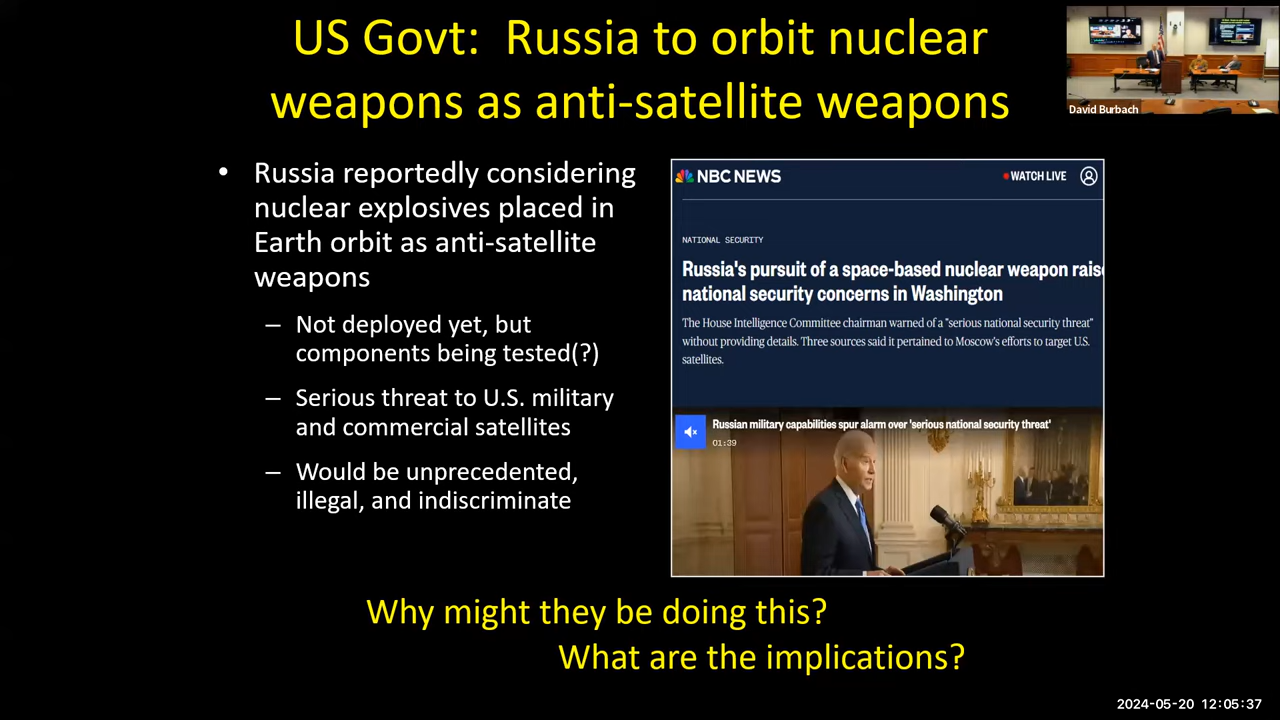 US Govt:  Russia to orbit nuclear
weapons as anti-satellite weapons
David Burbach
• Russia reportedly considering
nuclear explosives placed in
Earth orbit as anti-satellite
weapons
– Not deployed yet, but
components being tested(?)
– Serious threat to U.S. military
and commercial satellites
– Would be unprecedented,
illegal, and indiscriminate
NBC NEWS
WATCH LIVE
NATIONAL SECURITY
Russia's pursuit of a space-based nuclear weapon raise
national security concerns in Washington
The House Intelligence Committee chairman warned of a "serious national security threat"
without providing details. Three sources said it pertained to Moscow's efforts to target U.S.
satellites.
Russian military capabilities spur alarm over 'serious national security threat'
01:39
Why might they be doing this?
What are the implications?
2024-05-20 12:05:37